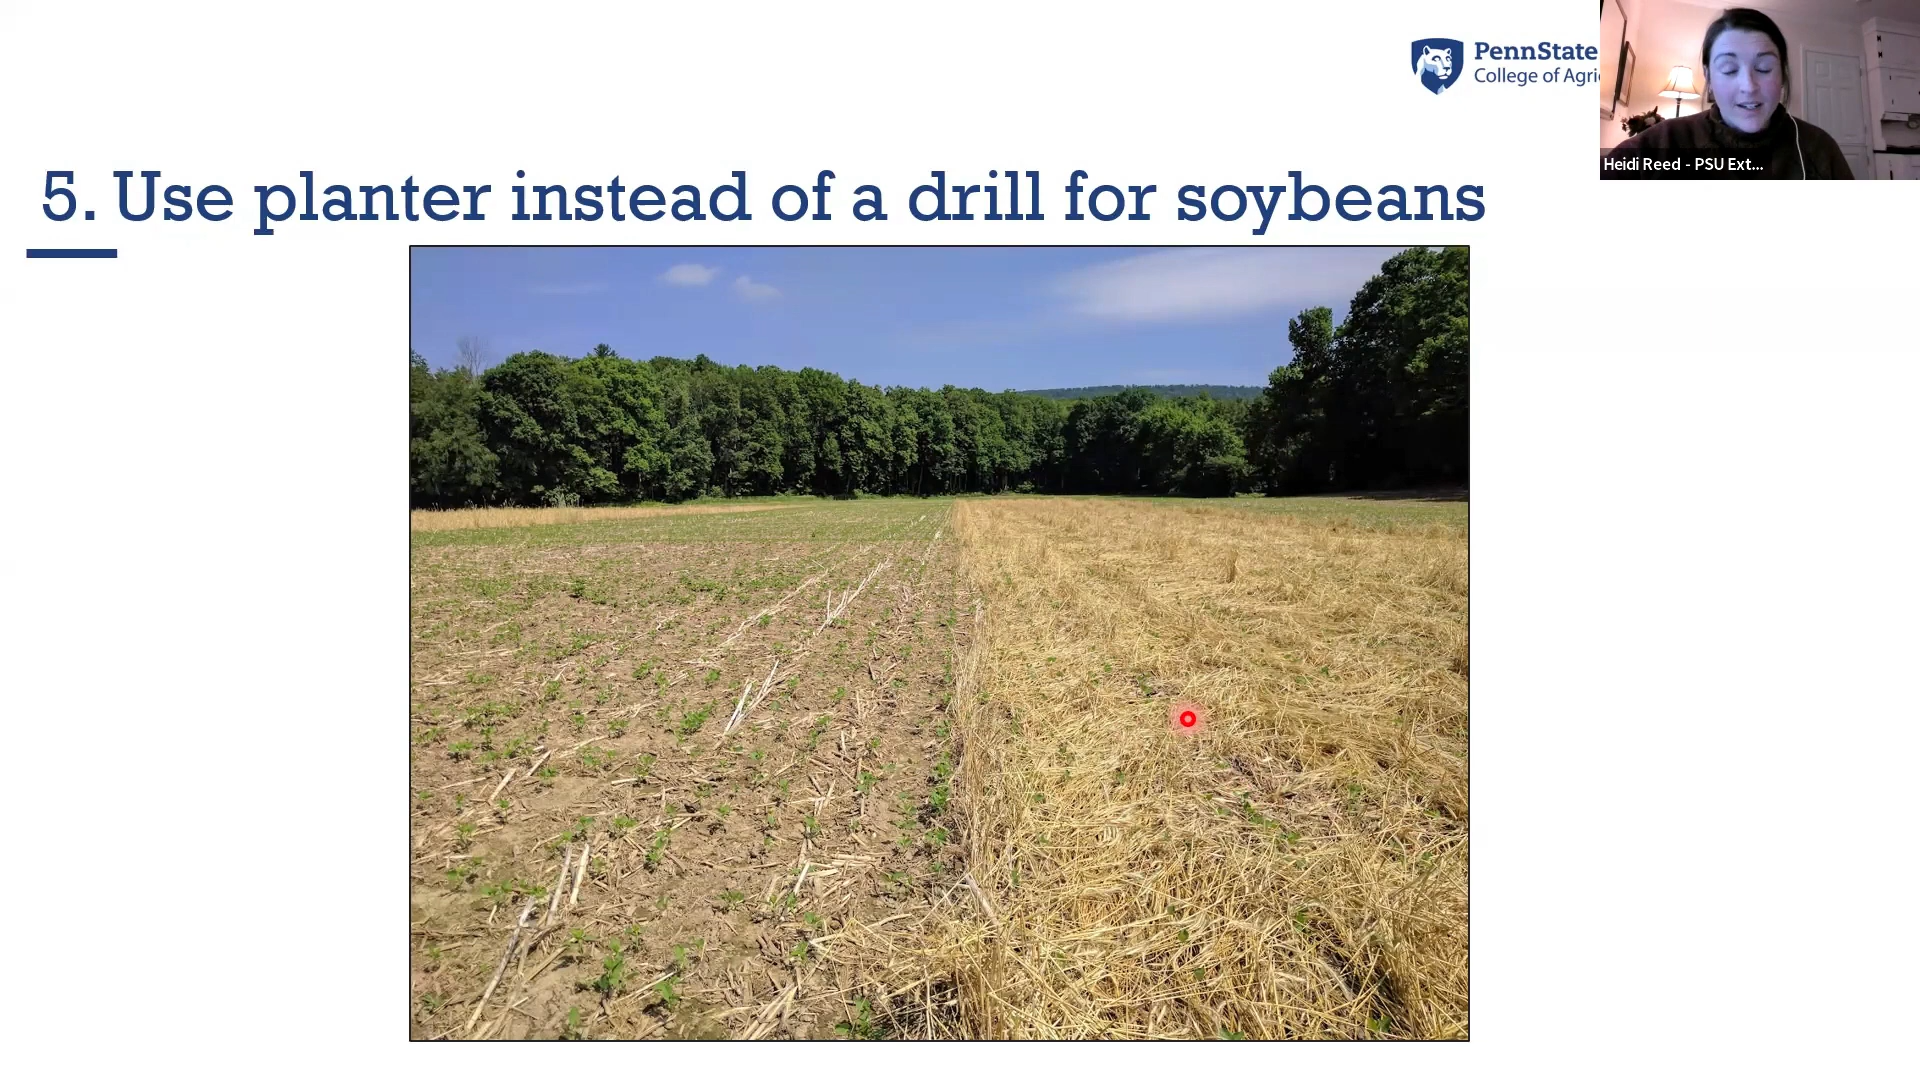 PennState
College of Agri
Heidi Reed - PSU Ext...
5. Use planter instead of a drill for soybeans